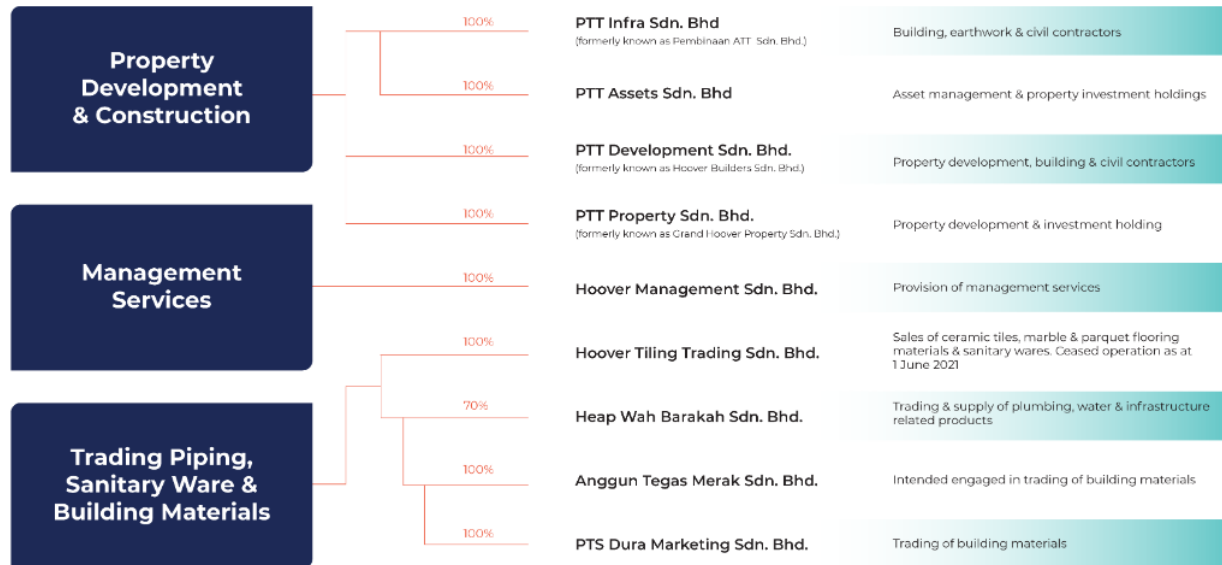 Property
Development
& Construction
100%
PTT Infra Sdn. Bhd
(formerly known as Pembinaan ATT Sdn. Bhd.)
Building, earthwork & civil contractors
100%
PTT Assets Sdn. Bhd
Asset management & property investment holdings
100%
PTT Development Sdn. Bhd.
(formerly known as Hoover Builders Sdn. Bhd.)
Property development, building & civil contractors
100%
PTT Property Sdn. Bhd.
(formerly known as Grand Hoover Property Sdn. Bhd.)
Property development & investment holding
Management
Services
100%
Hoover Management Sdn. Bhd.
Provision of management services
Trading Piping,
Sanitary Ware &
Building Materials
100%
Hoover Tiling Trading Sdn. Bhd.
Sales of ceramic tiles, marble & parquet flooring
materials & sanitary wares. Ceased operation as at
1 June 2021
70%
Heap Wah Barakah Sdn. Bhd.
Trading & supply of plumbing, water & infrastructure
related products
100%
Anggun Tegas Merak Sdn. Bhd.
Intended engaged in trading of building materials
100%
PTS Dura Marketing Sdn. Bhd.
Trading of building materials